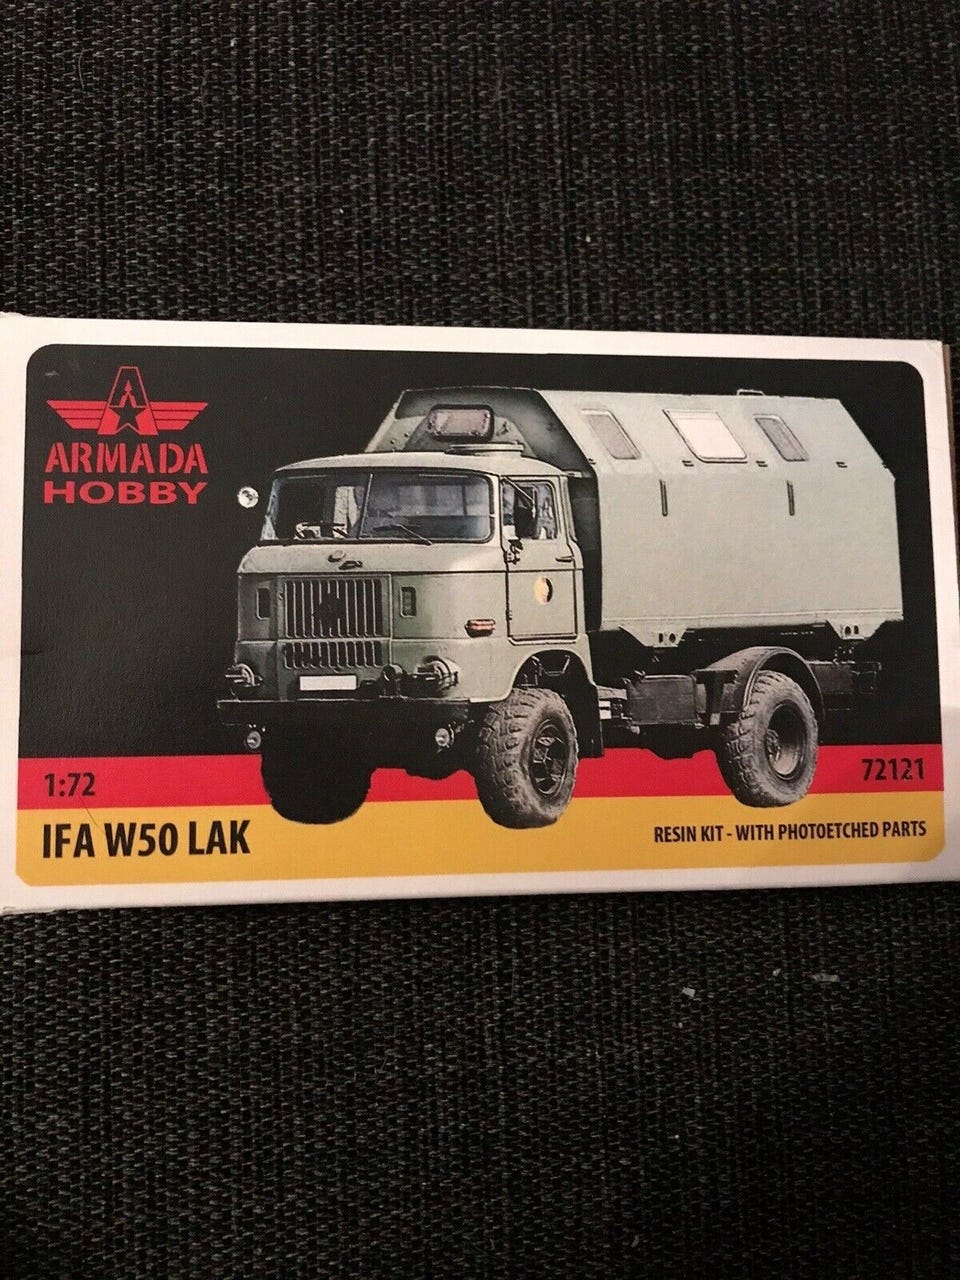 ARMADA
HOBBY
1:72
72121
IFA W50 LAK
RESIN KIT - WITH PHOTOETCHED PARTS